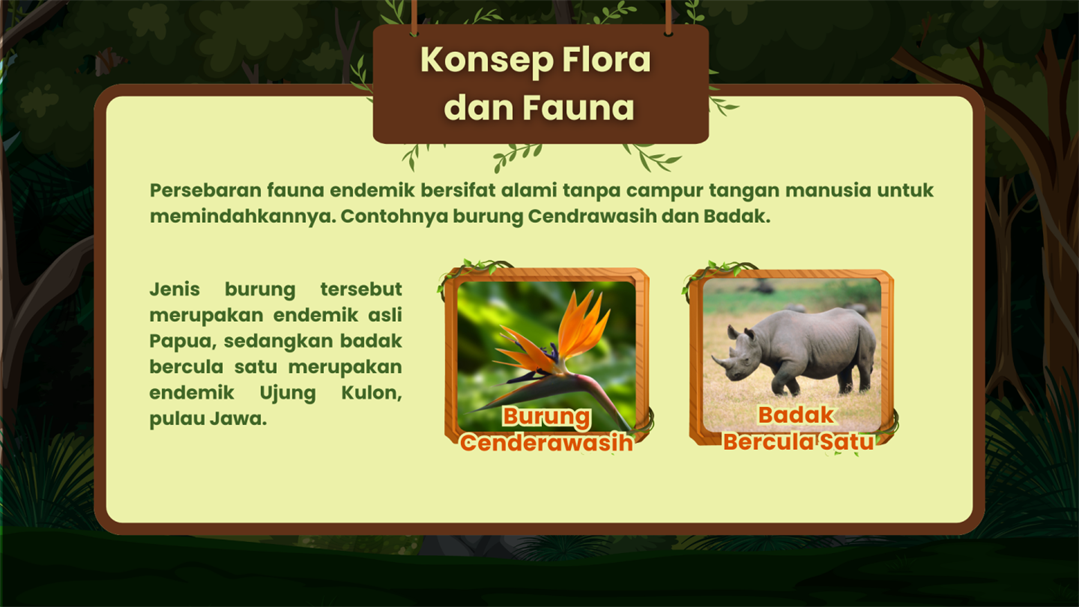 Konsep Flora
dan Fauna
Persebaran fauna endemik bersifat alami tanpa campur tangan manusia untuk
memindahkannya. Contohnya burung Cendrawasih dan Badak.
Jenis burung tersebut
merupakan endemik asli
Papua, sedangkan badak
bercula satu merupakan
endemik Ujung Kulon,
pulau Jawa.
Burung
Cenderawasih
Badak
Bercula Satu